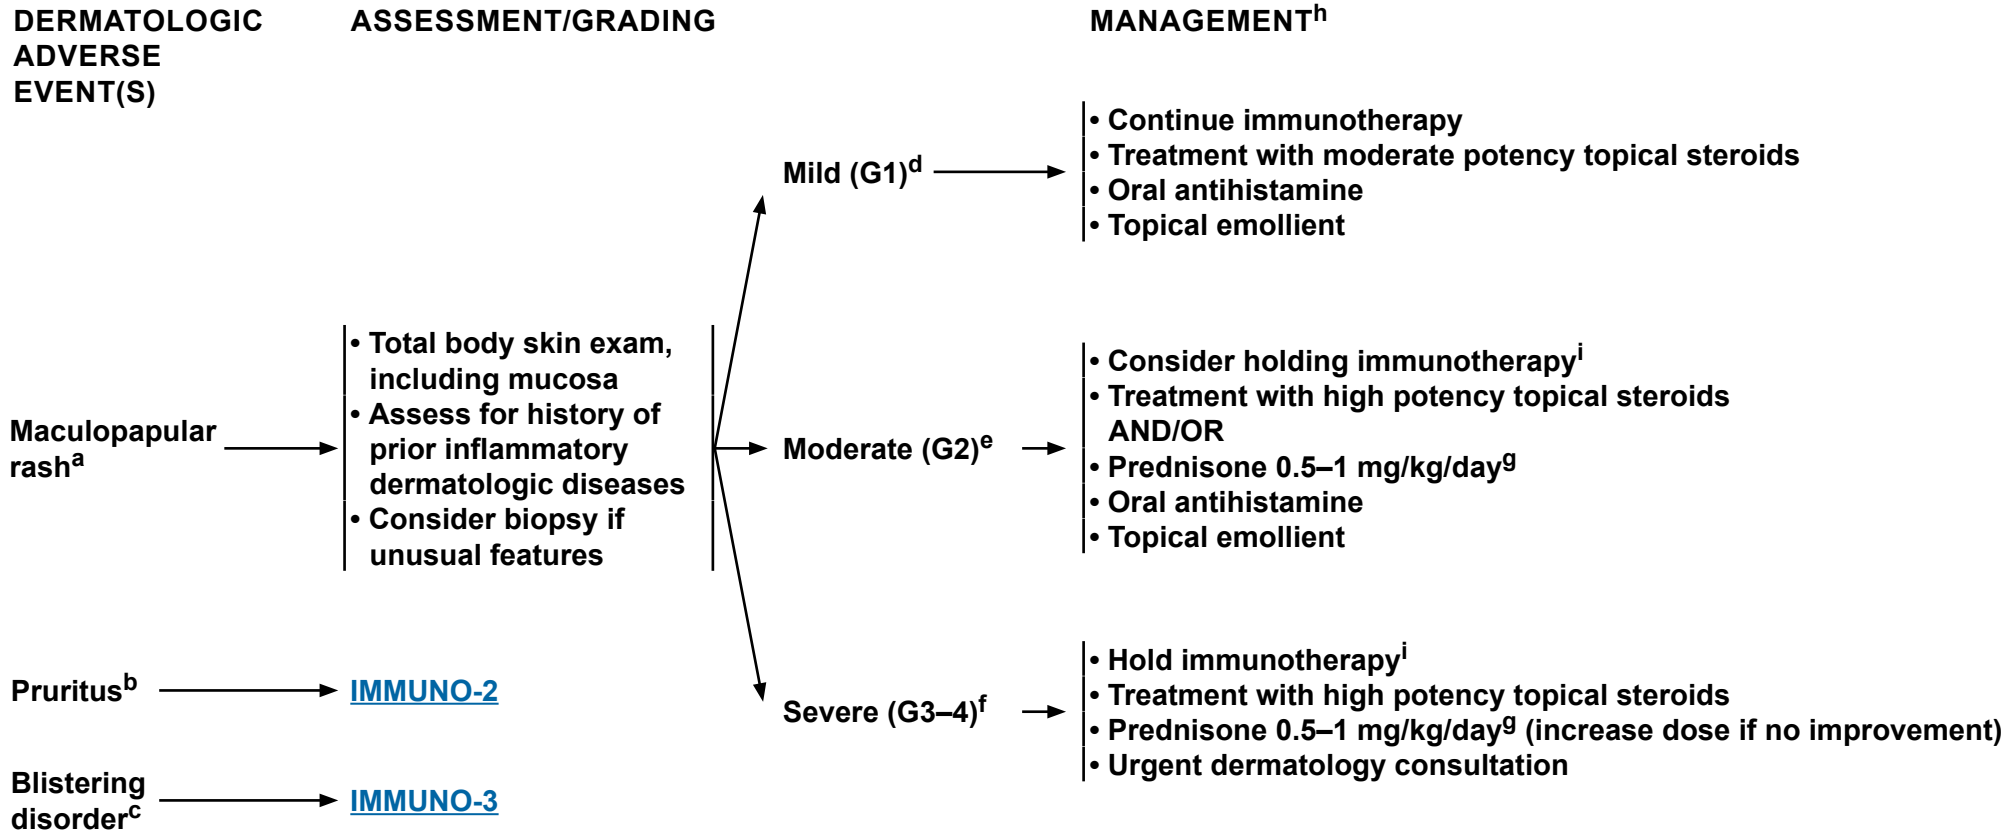 DERMATOLOGIC
ADVERSE
EVENT(S)
ASSESSMENT/GRADING
MANAGEMENTh
Maculopapular
rasha
• Total body skin exam,
including mucosa
• Assess for history of
prior inflammatory
dermatologic diseases
• Consider biopsy if
unusual features
Mild (G1)d
• Continue immunotherapy
• Treatment with moderate potency topical steroids
• Oral antihistamine
• Topical emollient
Moderate (G2)e
• Consider holding immunotherapyi
• Treatment with high potency topical steroids
AND/OR
• Prednisone 0.5–1 mg/kg/dayg
• Oral antihistamine
• Topical emollient
Severe (G3–4)f
• Hold immunotherapyi
• Treatment with high potency topical steroids
• Prednisone 0.5–1 mg/kg/dayg (increase dose if no improvement)
• Urgent dermatology consultation
Pruritusb
IMMUNO-2
Blistering
disorderc
IMMUNO-3